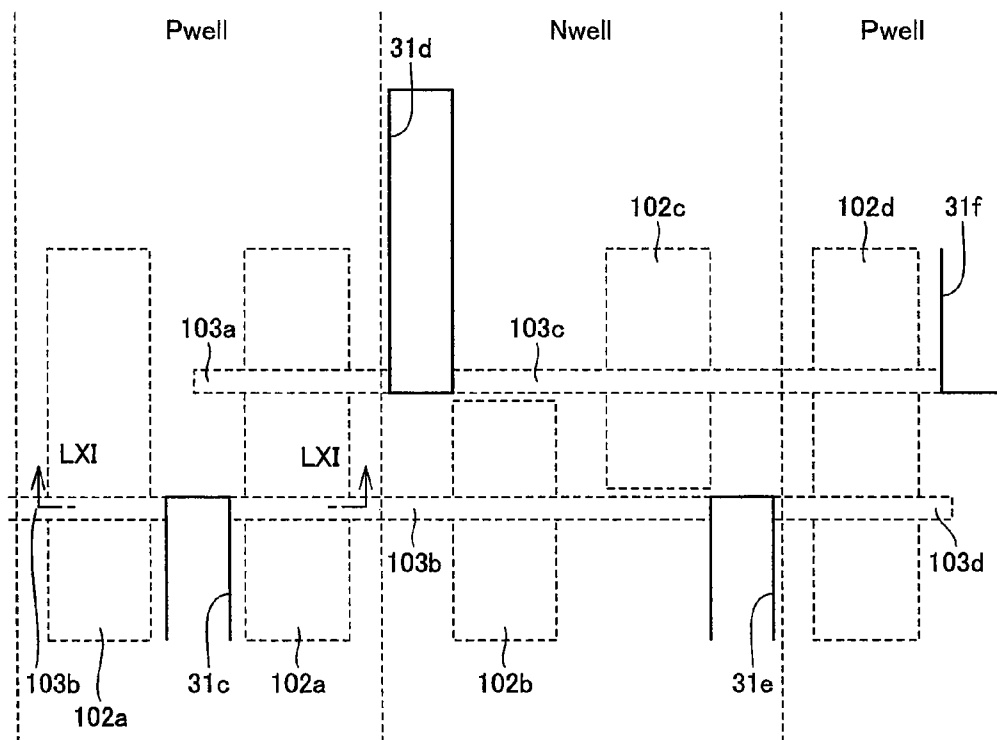 Pwell Nwell Pwell
31d
102c 102d 31f
103a 103c
LXI LXI
103b 103d
103b 102a 31c 102a 102b 31e